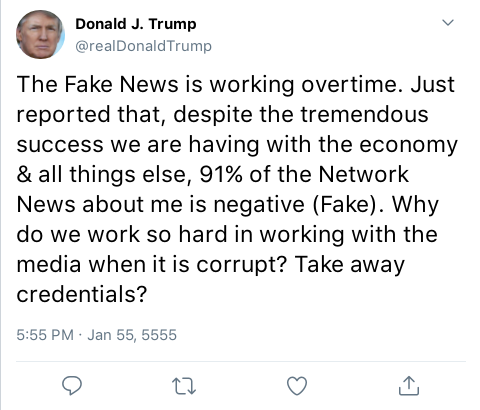 Donald J. Trump
@realDonaldTrump
The Fake News is working overtime. Just
reported that, despite the tremendous
success we are having with the economy
& all things else, 91% of the Network
News about me is negative (Fake). Why
do we work so hard in working with the
media when it is corrupt? Take away
credentials?
5:55 PM · Jan 55, 5555